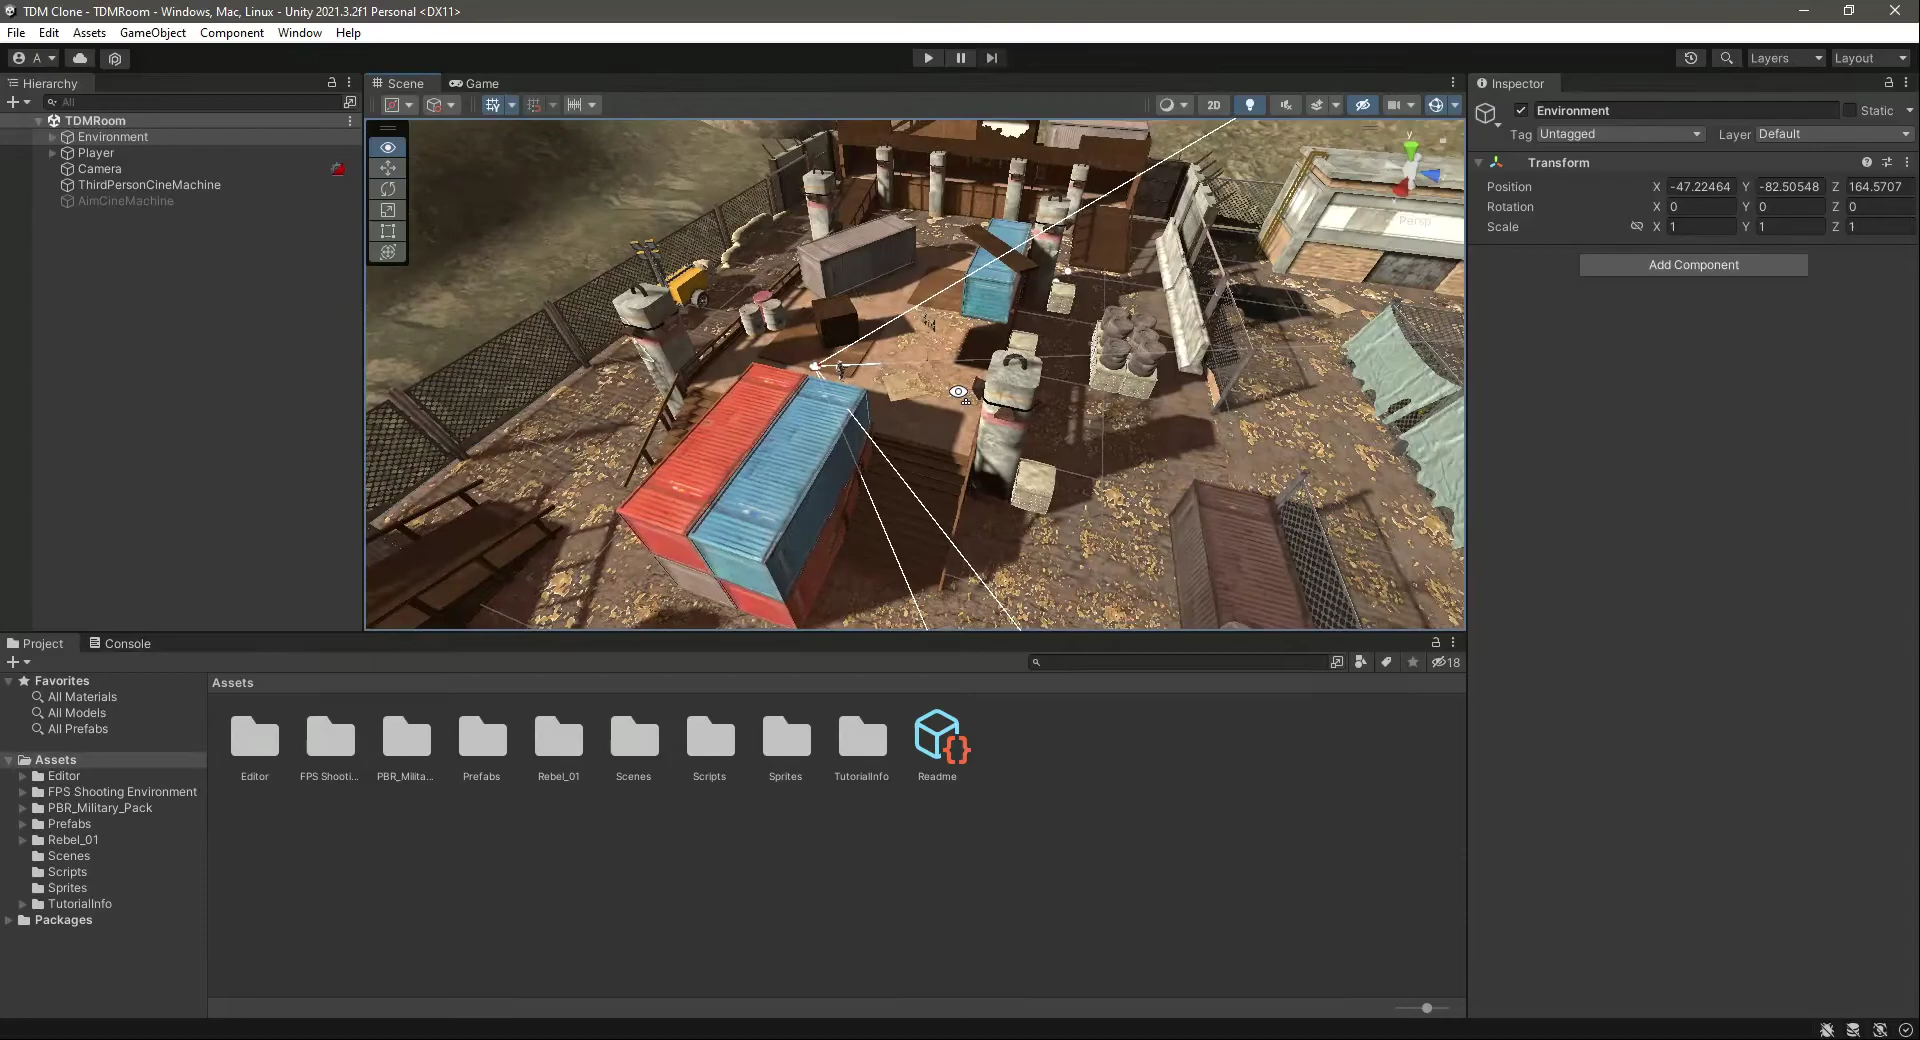 TDM Clone - TDMRoom - Windows, Mac, Linux - Unity 2021.3.2f1 Personal <DX11>
File Edit Assets GameObject Component Window Help
A Layers Layout
Hierarchy
All
TDMRoom
Environment
Player
Camera
ThirdPersonCineMachine
AimCineMachine
Scene Game
2D
y
Persp
Inspector
Environment Static
Tag Untagged Layer Default
Transform
Position X -47.22464 Y -82.50548 Z 164.5707
Rotation X 0 Y 0 Z 0
Scale X 1 Y 1 Z 1
Add Component
Project Console
18
Favorites
All Materials
All Models
All Prefabs
Assets
Editor
FPS Shooting Environment
PBR_Military_Pack
Prefabs
Rebel_01
Scenes
Scripts
Sprites
TutorialInfo
Packages
Assets
Editor FPS Shooti... PBR_Milita... Prefabs Rebel_01 Scenes Scripts Sprites TutorialInfo Readme